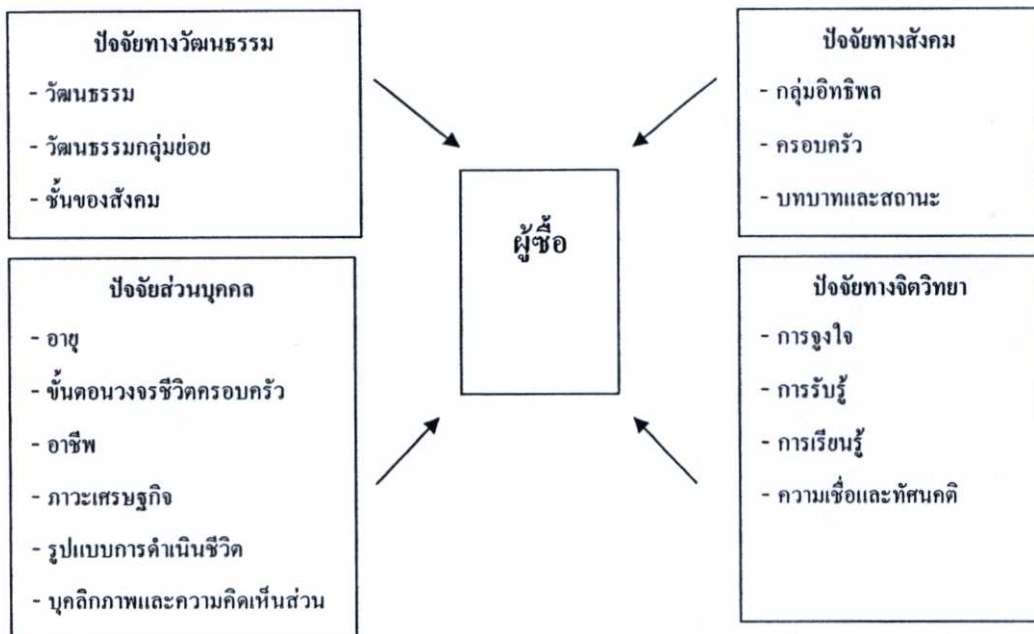 ปัจจัยทางวัฒนธรรม
- วัฒนธรรม
- วัฒนธรรมกลุ่มย่อย
- ชั้นของสังคม
ปัจจัยทางสังคม
- กลุ่มอิทธิพล
- ครอบครัว
- บทบาทและสถานะ
ผู้ซื้อ
ปัจจัยส่วนบุคคล
- อายุ
- ขั้นตอนวงจรชีวิตครอบครัว
- อาชีพ
- ภาวะเศรษฐกิจ
- รูปแบบการดำเนินชีวิต
- บุคลิกภาพและความคิดเห็นส่วน
ปัจจัยทางจิตวิทยา
- การจูงใจ
- การรับรู้
- การเรียนรู้
- ความเชื่อและทัศนคติ